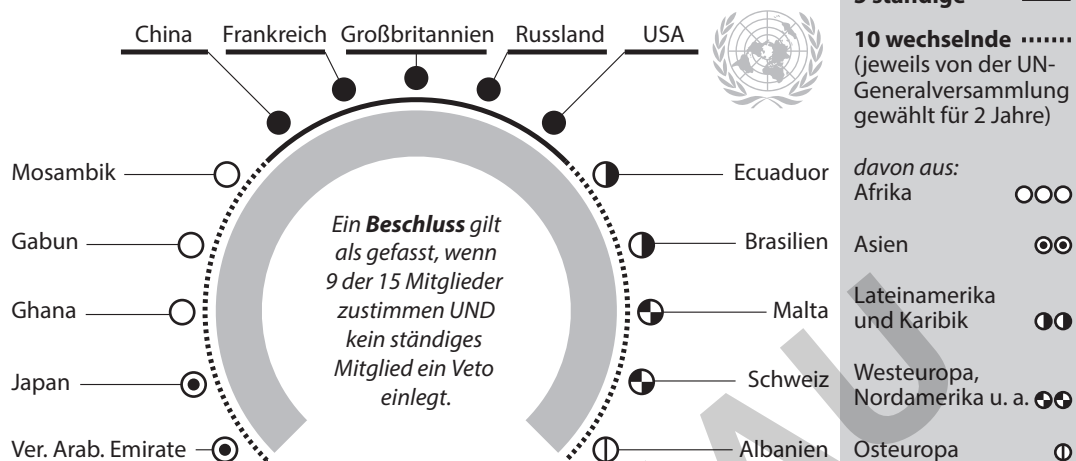 China Frankreich Großbritannien Russland USA
Mosambik
Gabun
Ghana
Japan
Ver. Arab. Emirate
Ein Beschluss gilt
als gefasst, wenn
9 der 15 Mitglieder
zustimmen UND
kein ständiges
Mitglied ein Veto
einlegt.
Ecuaduor
Brasilien
Malta
Schweiz
Albanien
5 ständige
10 wechselnde
(jeweils von der UN-
Generalversammlung
gewählt für 2 Jahre)
davon aus:
Afrika
Asien
Lateinamerika
und Karibik
Westeuropa,
Nordamerika u. a.
Osteuropa
AU